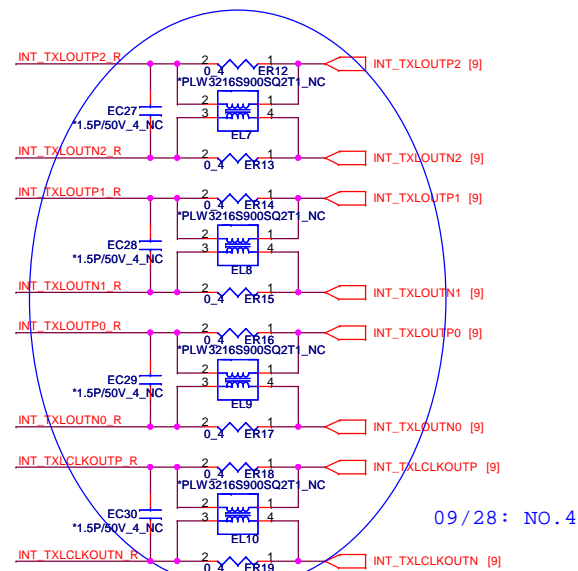 INT_TXLOUTP2_R 2 1 INT_TXLOUTP2 [9]
0_4 ER12
*PLW3216S900SQ2T1_NC
EC27 2 1
*1.5P/50V_4_NC 3 4
EL7
INT_TXLOUTN2_R 2 1 INT_TXLOUTN2 [9]
0_4 ER13
INT_TXLOUTP1_R 2 1 INT_TXLOUTP1 [9]
0_4 ER14
*PLW3216S900SQ2T1_NC
EC28 2 1
*1.5P/50V_4_NC 3 4
EL8
INT_TXLOUTN1_R 2 1 INT_TXLOUTN1 [9]
0_4 ER15
INT_TXLOUTP0_R 2 1 INT_TXLOUTP0 [9]
0_4 ER16
*PLW3216S900SQ2T1_NC
EC29 2 1
*1.5P/50V_4_NC 3 4
EL9
INT_TXLOUTN0_R 2 1 INT_TXLOUTN0 [9]
0_4 ER17
INT_TXLCLKOUTP_R 2 1 INT_TXLCLKOUTP [9]
0_4 ER18
*PLW3216S900SQ2T1_NC
EC30 2 1
*1.5P/50V_4_NC 3 4
EL10
09/28: NO.4
INT_TXLCLKOUTN_R 2 1 INT_TXLCLKOUTN [9]
0_4 ER19